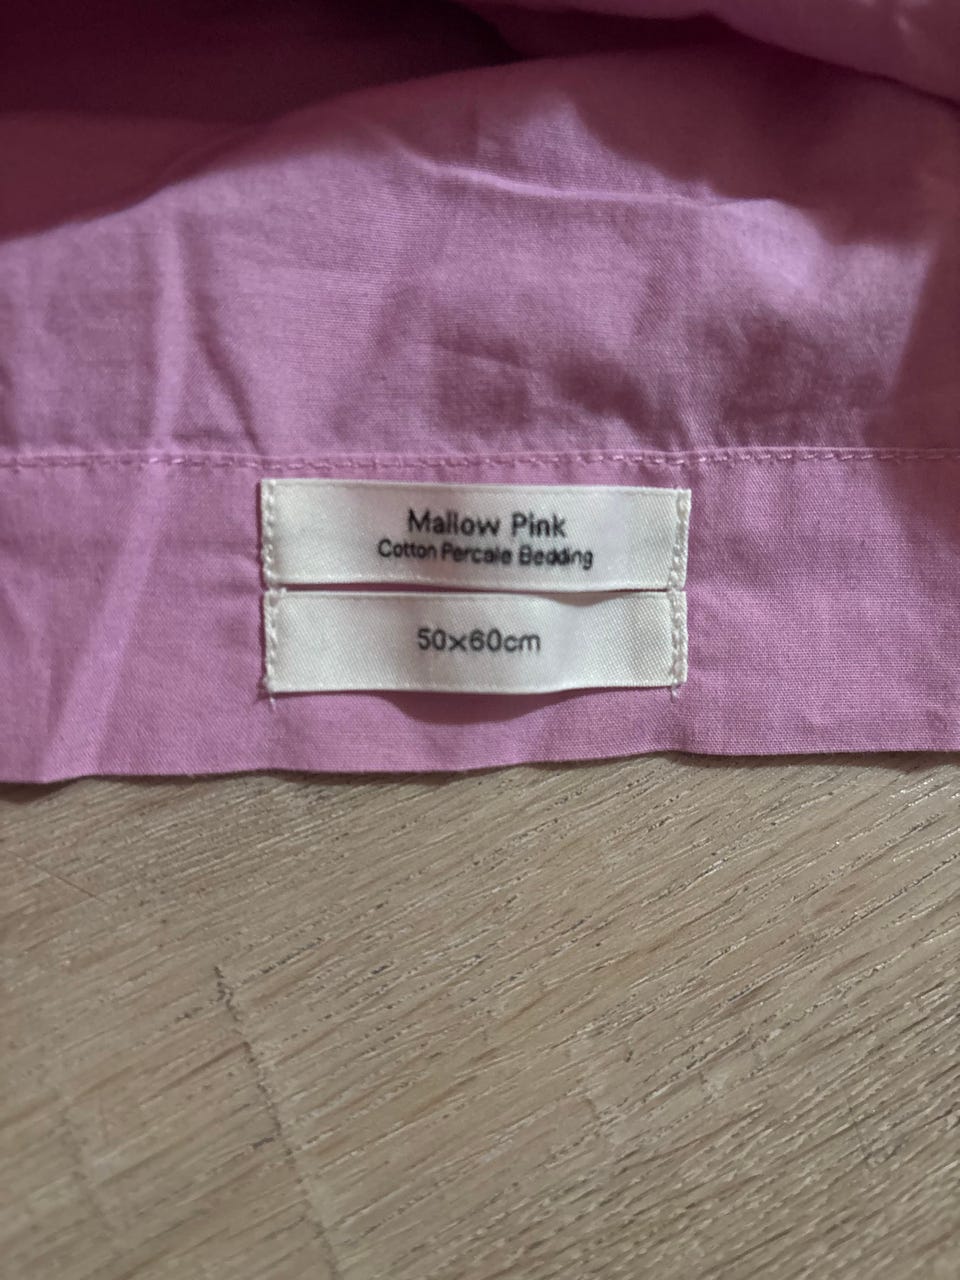 Mallow Pink
Cotton Percale Bedding
50x60cm